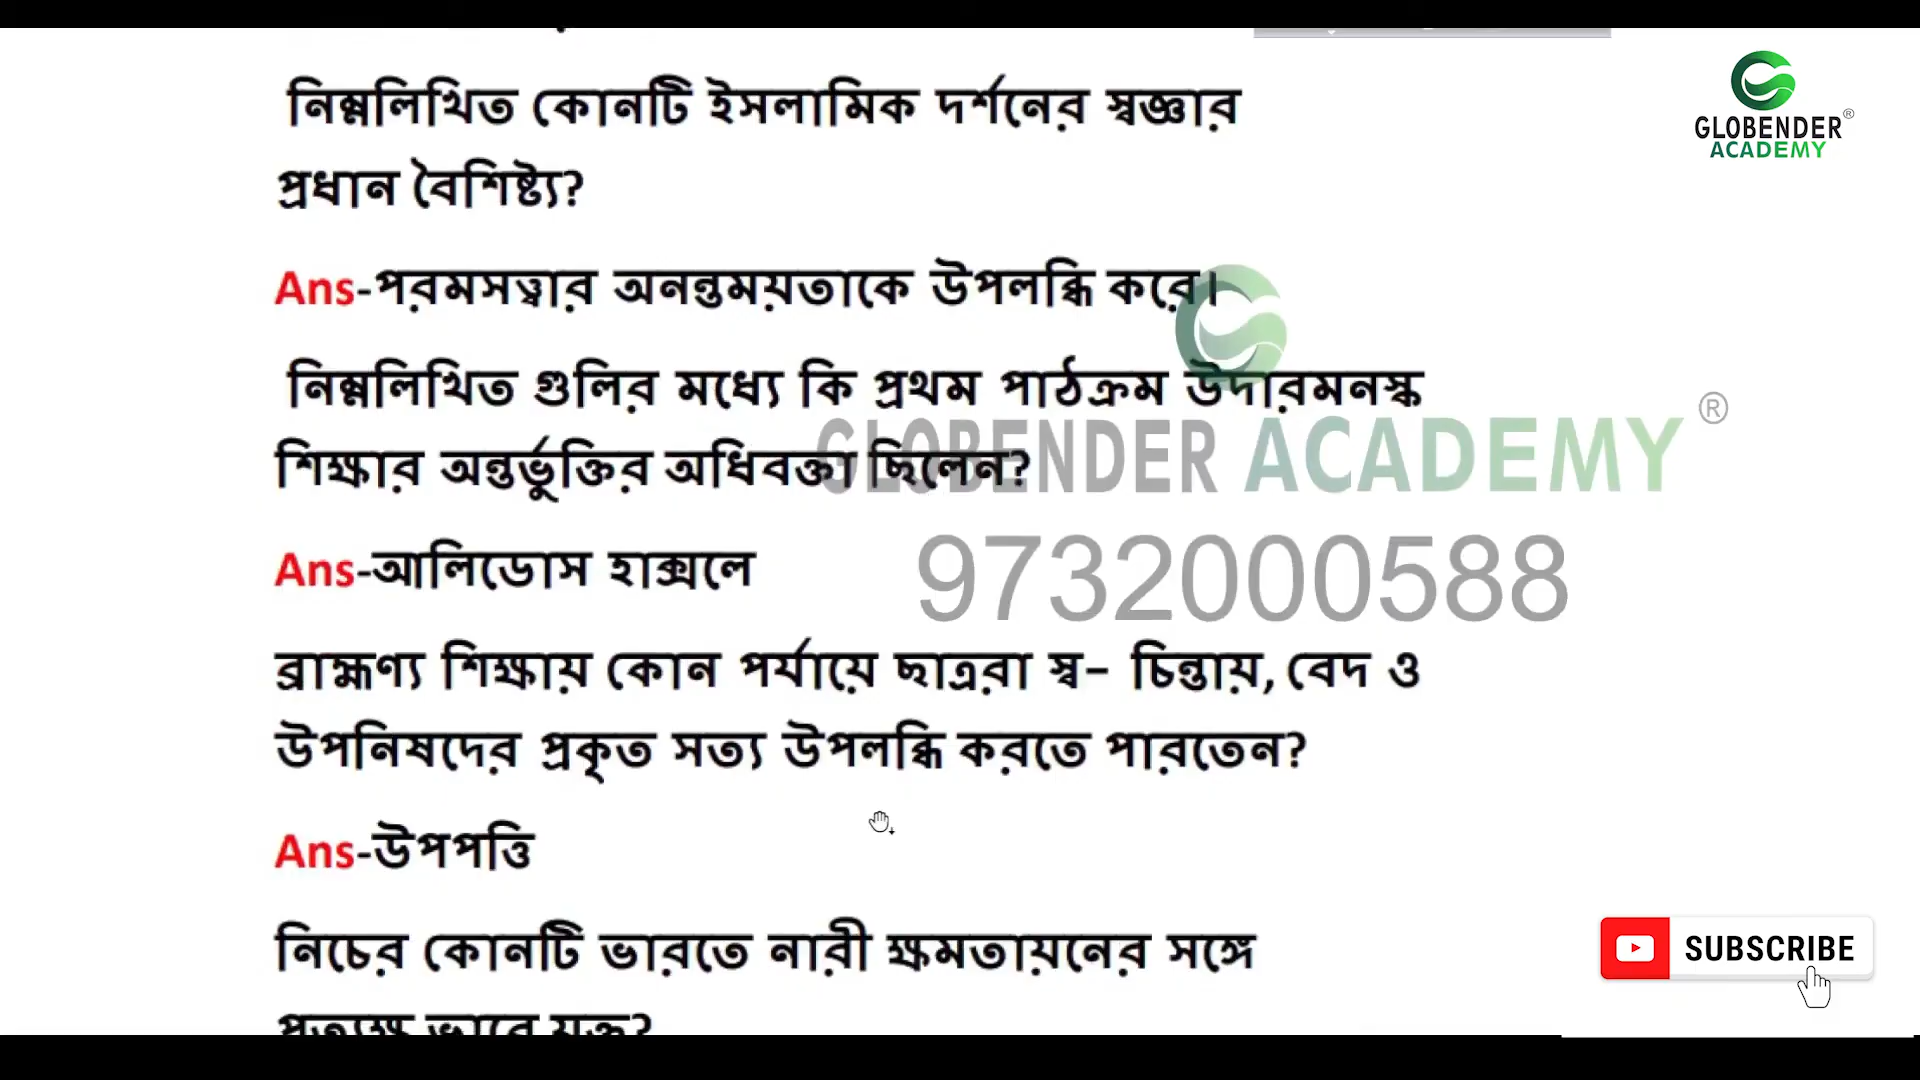 নিম্নলিখিত কোনটি ইসলামিক দর্শনের স্বজ্ঞার
প্রধান বৈশিষ্ট্য?
Ans-পরমসত্ত্বার অনন্তময়তাকে উপলব্ধি করে।
নিম্নলিখিত গুলির মধ্যে কি প্রথম পাঠক্রম উদারমনস্ক
শিক্ষার অন্তর্ভুক্তির অধিবক্তা ছিলেন?
Ans-আলিডোস হাক্সলে
ব্রাহ্মণ্য শিক্ষায় কোন পর্যায়ে ছাত্ররা স্ব– চিন্তায়, বেদ ও
উপনিষদের প্রকৃত সত্য উপলব্ধি করতে পারতেন?
Ans-উপপত্তি
নিচের কোনটি ভারতে নারী ক্ষমতায়নের সঙ্গে
প্রত্যক্ষ ভাবে যুক্ত?
GLOBENDER®
ACADEMY
GLOBENDER ACADEMY®
9732000588
SUBSCRIBE